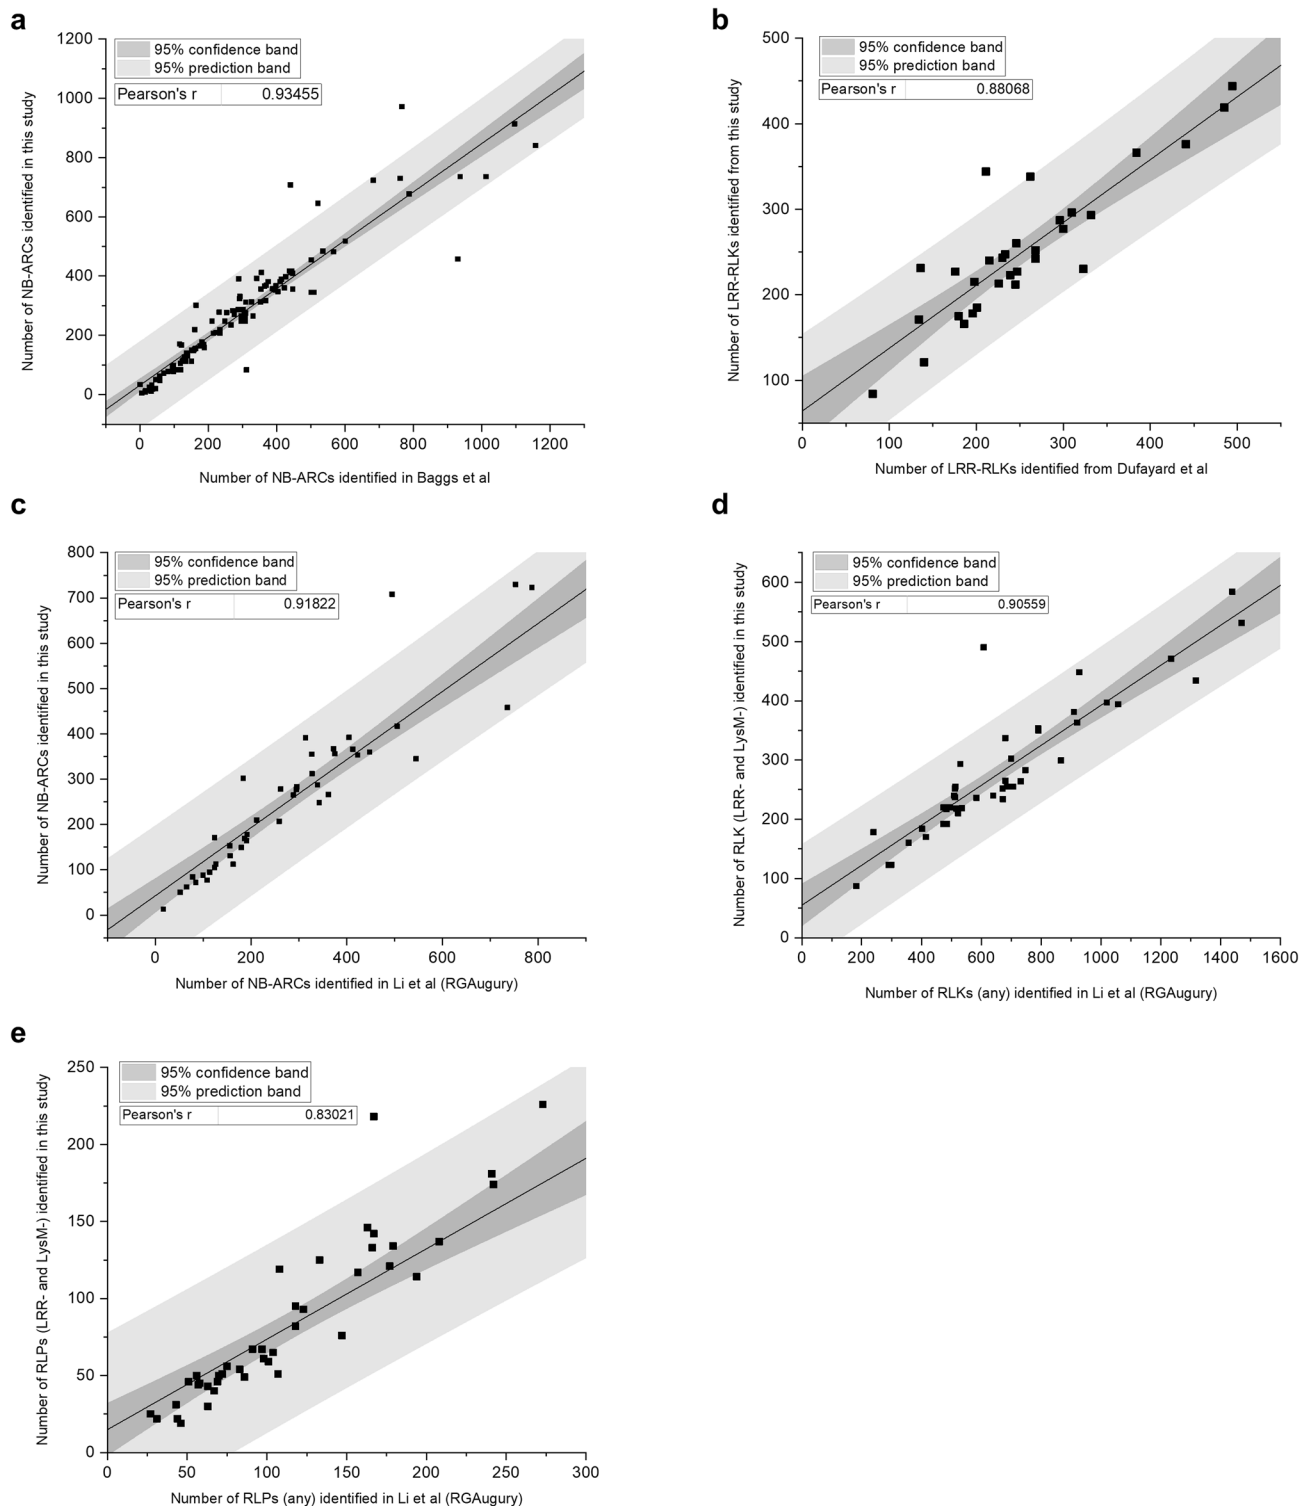 a
1200
1000
800
600
400
200
0
Number of NB-ARCs identified in this study
95% confidence band
95% prediction band
Pearson's r 0.93455
0 200 400 600 800 1000 1200
Number of NB-ARCs identified in Baggs et al
b
500
400
300
200
100
Number of LRR-RLKs identified from this study
95% confidence band
95% prediction band
Pearson's r 0.88068
0 100 200 300 400 500
Number of LRR-RLKs identified from Dufayard et al
c
800
700
600
500
400
300
200
100
0
Number of NB-ARCs identified in this study
95% confidence band
95% prediction band
Pearson's r 0.91822
0 200 400 600 800
Number of NB-ARCs identified in Li et al (RGAugury)
d
600
500
400
300
200
100
0
Number of RLK (LRR- and LysM-) identified in this study
95% confidence band
95% prediction band
Pearson's r 0.90559
0 200 400 600 800 1000 1200 1400 1600
Number of RLKs (any) identified in Li et al (RGAugury)
e
250
200
150
100
50
0
Number of RLPs (LRR- and LysM-) identified in this study
95% confidence band
95% prediction band
Pearson's r 0.83021
0 50 100 150 200 250 300
Number of RLPs (any) identified in Li et al (RGAugury)